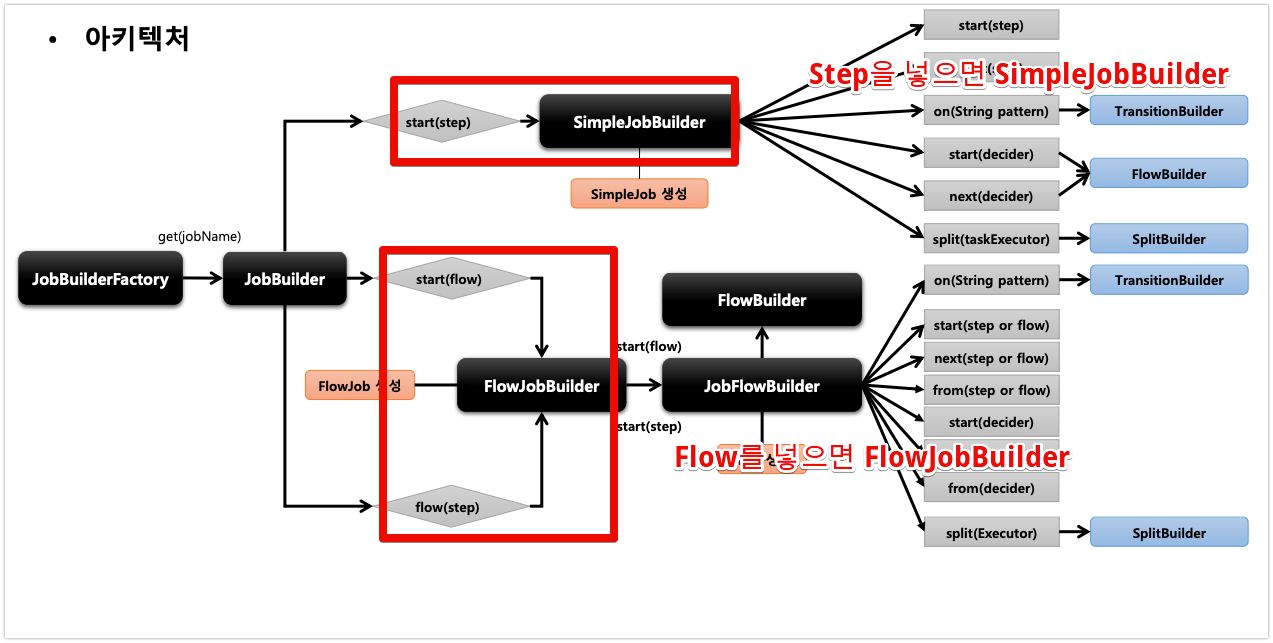 • 아키텍처
start(step)
Step을 넣으면 SimpleJobBuilder
start(step)
SimpleJobBuilder
on(String pattern)
TransitionBuilder
start(decider)
FlowBuilder
next(decider)
SimpleJob 생성
get(jobName)
split(taskExecutor)
SplitBuilder
JobBuilderFactory
JobBuilder
start(flow)
on(String pattern)
TransitionBuilder
FlowBuilder
start(step or flow)
start(flow)
next(step or flow)
FlowJob 생성
FlowJobBuilder
JobFlowBuilder
from(step or flow)
start(step)
start(decider)
Flow를 넣으면 FlowJobBuilder
from(decider)
flow(step)
split(Executor)
SplitBuilder